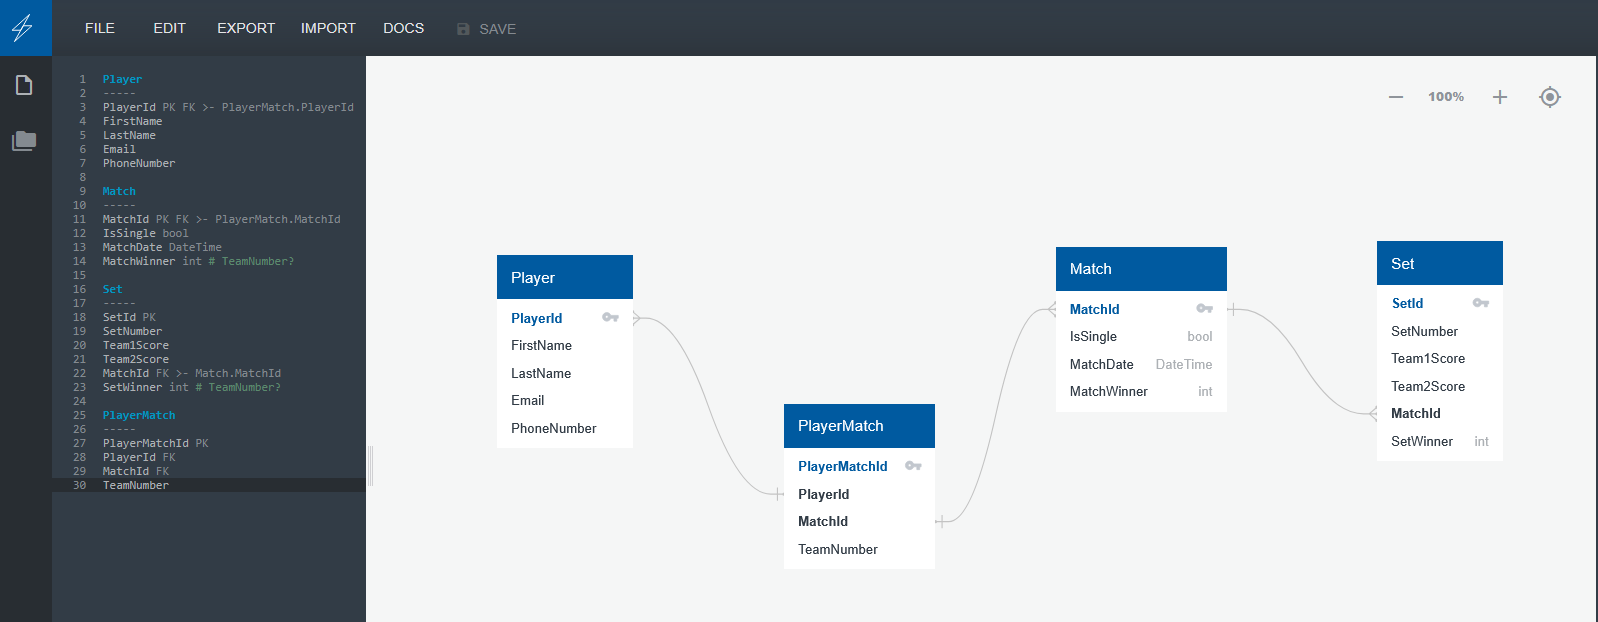 FILE EDIT EXPORT IMPORT DOCS SAVE
1 Player
2 -----
3 PlayerId PK FK >- PlayerMatch.PlayerId
4 FirstName
5 LastName
6 Email
7 PhoneNumber
8
9 Match
10 -----
11 MatchId PK FK >- PlayerMatch.MatchId
12 IsSingle bool
13 MatchDate DateTime
14 MatchWinner int # TeamNumber?
15
16 Set
17 -----
18 SetId PK
19 SetNumber
20 Team1Score
21 Team2Score
22 MatchId FK >- Match.MatchId
23 SetWinner int # TeamNumber?
24
25 PlayerMatch
26 -----
27 PlayerMatchId PK
28 PlayerId FK
29 MatchId FK
30 TeamNumber
100%
Player
PlayerId
FirstName
LastName
Email
PhoneNumber
PlayerMatch
PlayerMatchId
PlayerId
MatchId
TeamNumber
Match
MatchId
IsSingle bool
MatchDate DateTime
MatchWinner int
Set
SetId
SetNumber
Team1Score
Team2Score
MatchId
SetWinner int